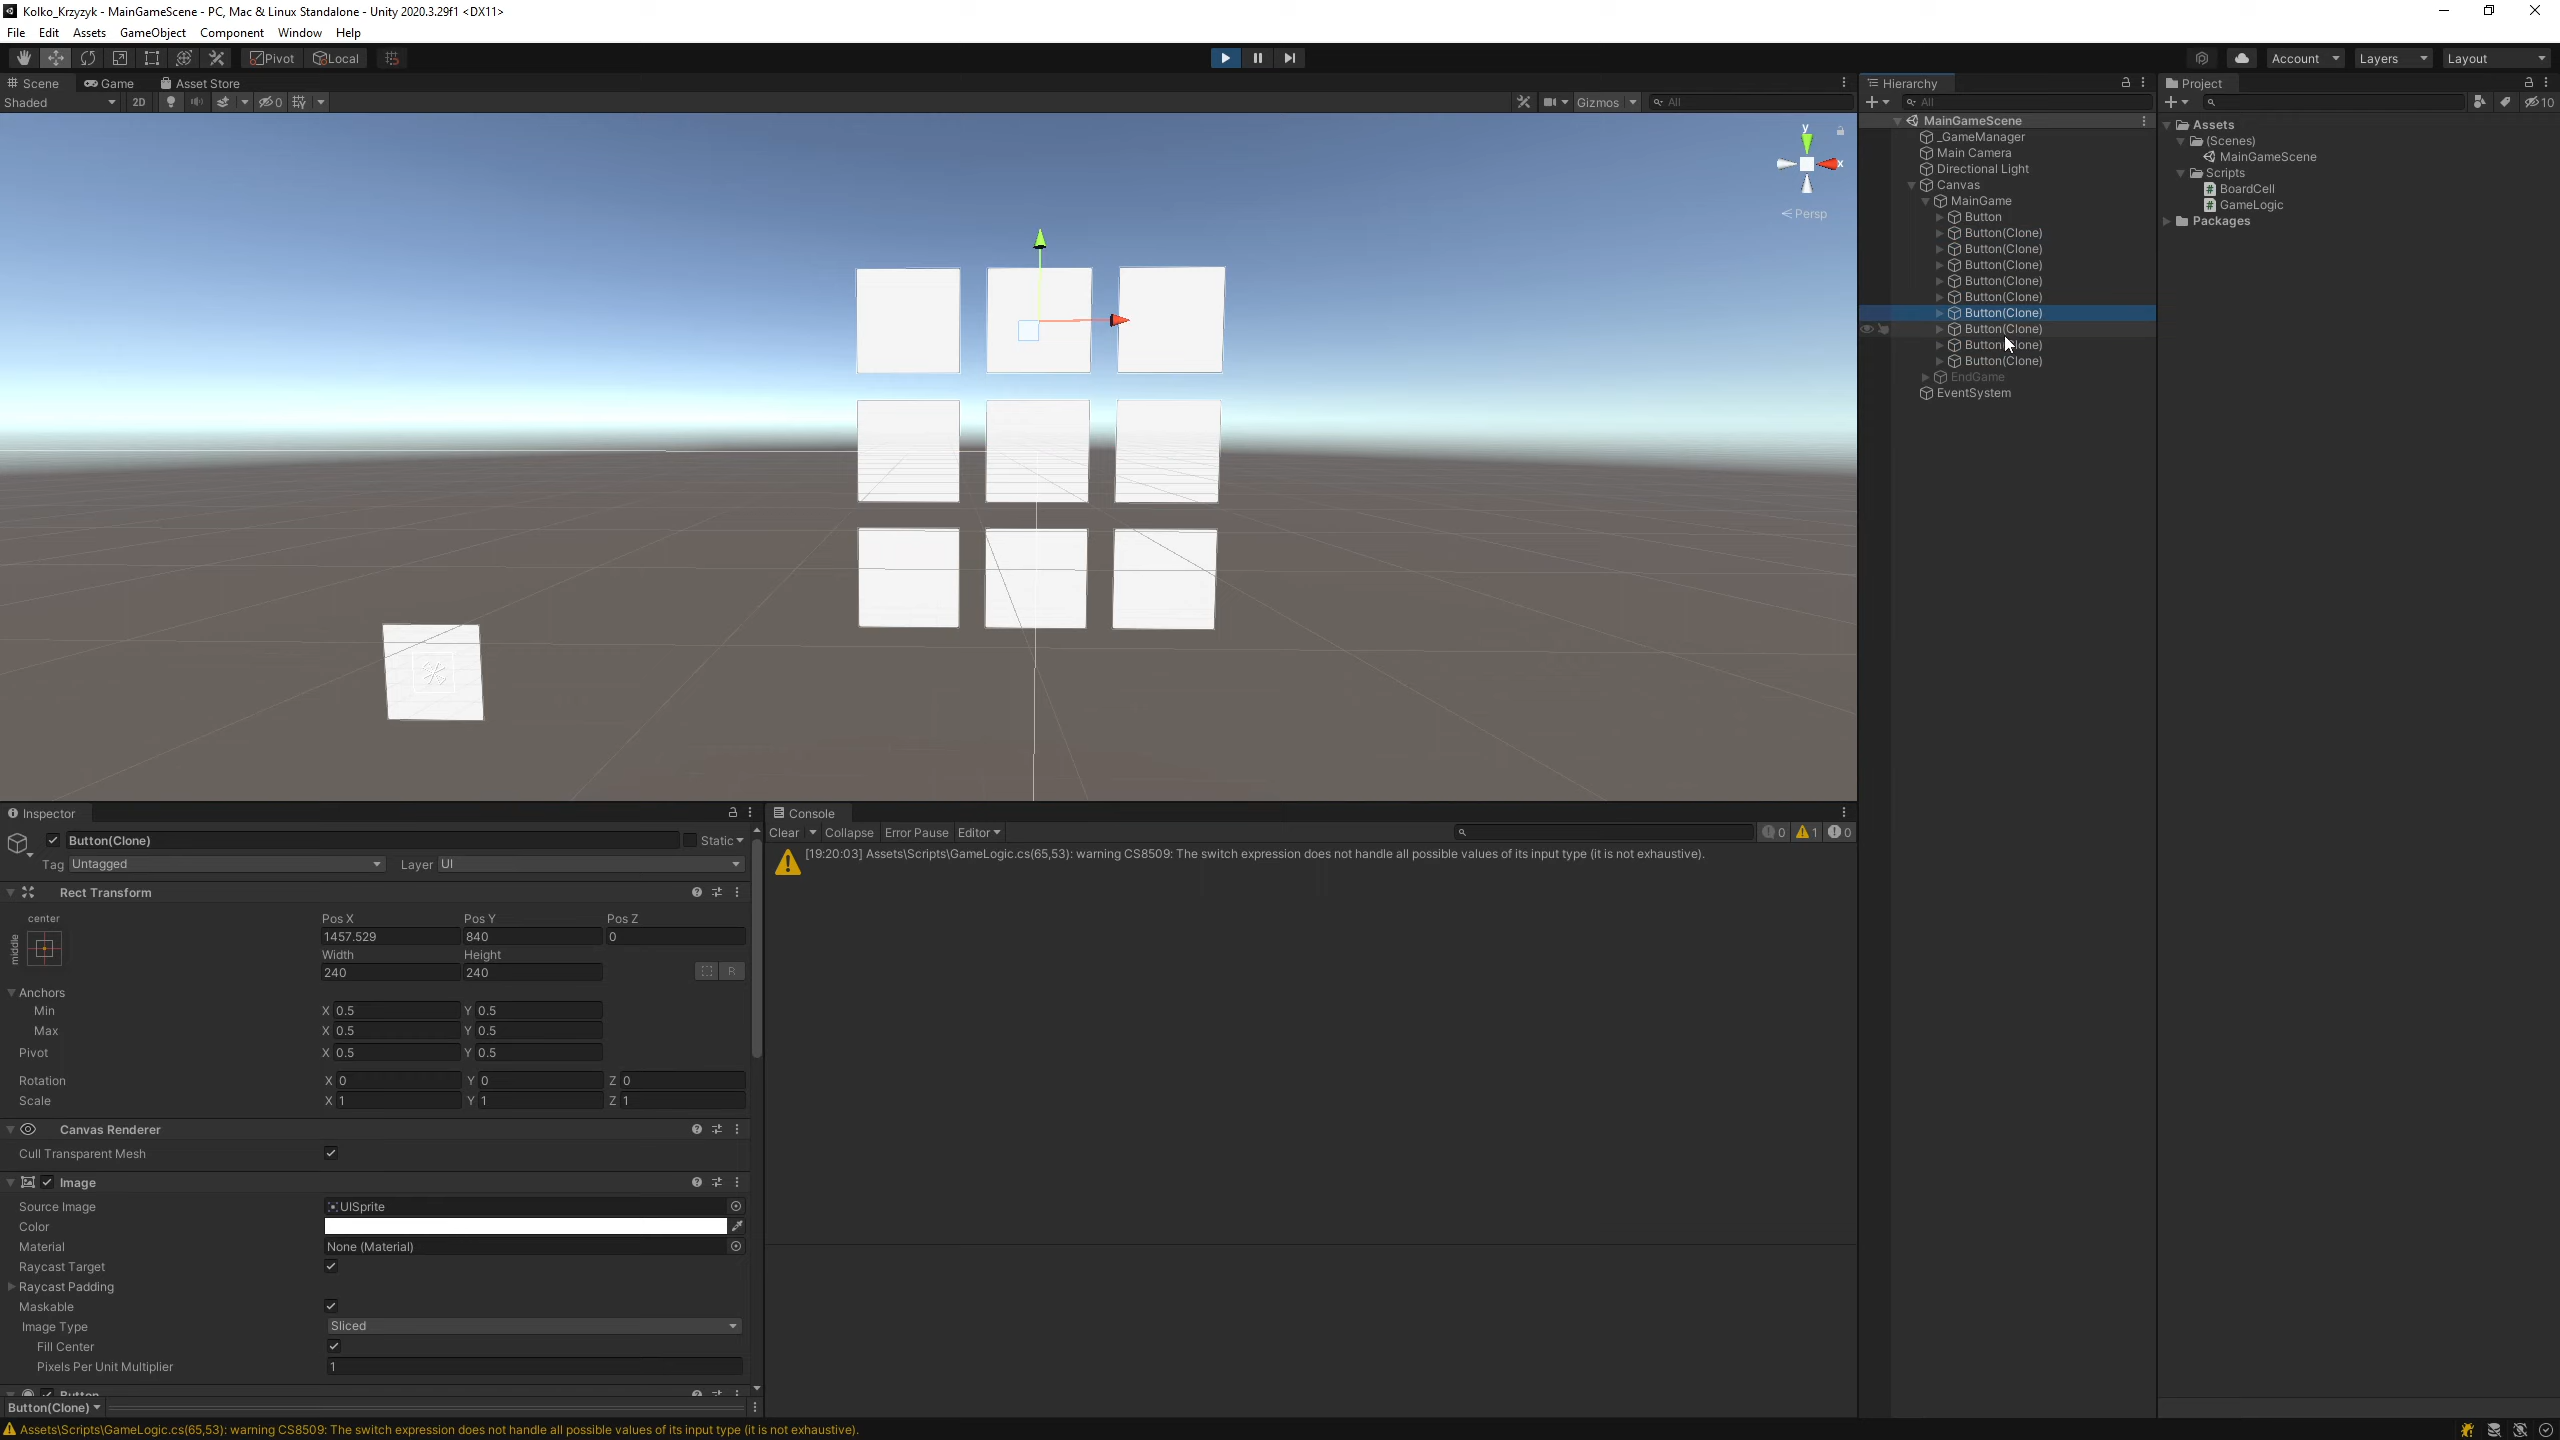 Kolko_Krzyzyk - MainGameScene - PC, Mac & Linux Standalone - Unity 2020.3.29f1 <DX11>
File Edit Assets GameObject Component Window Help
Pivot Local Account Layers Layout
Scene Game Asset Store
Shaded 2D 0 Gizmos All
y
x
Persp
Hierarchy
All
MainGameScene
_GameManager
Main Camera
Directional Light
Canvas
MainGame
Button
Button(Clone)
Button(Clone)
Button(Clone)
Button(Clone)
Button(Clone)
Button(Clone)
Button(Clone)
Button(Clone)
Button(Clone)
EndGame
EventSystem
Project
10
Assets
(Scenes)
MainGameScene
Scripts
BoardCell
GameLogic
Packages
Inspector
Button(Clone) Static
Tag Untagged Layer UI
Rect Transform
center
middle
Pos X Pos Y Pos Z
1457.529 840 0
Width Height
240 240 R
Anchors
Min X 0.5 Y 0.5
Max X 0.5 Y 0.5
Pivot X 0.5 Y 0.5
Rotation X 0 Y 0 Z 0
Scale X 1 Y 1 Z 1
Canvas Renderer
Cull Transparent Mesh
Image
Source Image UISprite
Color
Material None (Material)
Raycast Target
Raycast Padding
Maskable
Image Type Sliced
Fill Center
Pixels Per Unit Multiplier 1
Button
Button(Clone)
Console
Clear Collapse Error Pause Editor 0 1 0
[19:20:03] Assets\Scripts\GameLogic.cs(65,53): warning CS8509: The switch expression does not handle all possible values of its input type (it is not exhaustive).
Assets\Scripts\GameLogic.cs(65,53): warning CS8509: The switch expression does not handle all possible values of its input type (it is not exhaustive).